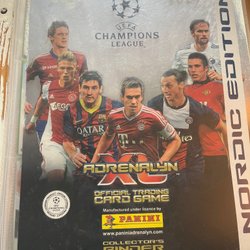 UEFA
CHAMPIONS
LEAGUE®
NORDIC EDITION
ADRENALYN
XL
OFFICIAL TRADING
CARD GAME
Manufactured under licence by
PANINI
www.paniniadrenalyn.com
COLLECTOR'S
BINDER